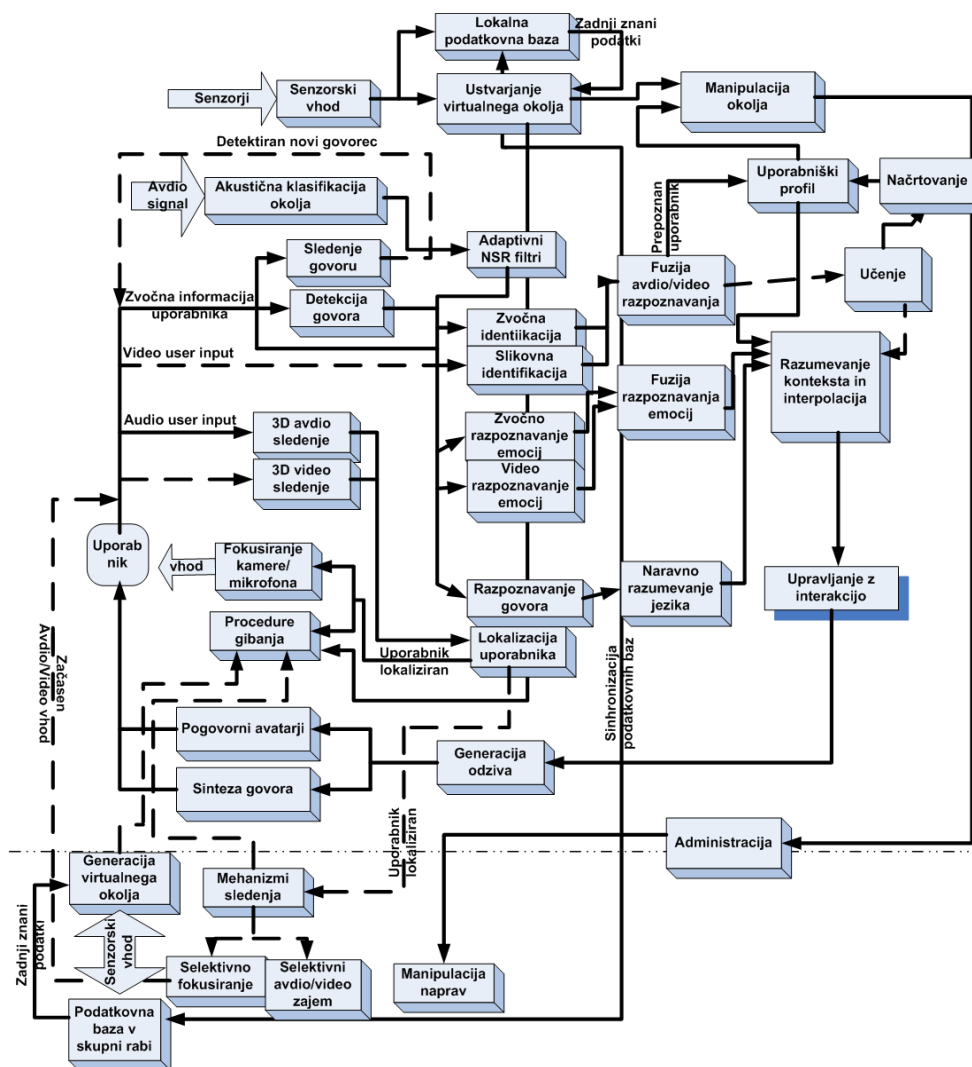 Lokalna
podatkovna baza
Zadnji znani
podatki
Senzorji
Senzorski
vhod
Ustvarjanje
virtualnega okolja
Manipulacija
okolja
Detektiran novi govorec
Avdio
signal
Akustična klasifikacija
okolja
Prepoznan
uporabnik
Uporabniški
profil
Načrtovanje
Sledenje
govoru
Adaptivni
NSR filtri
Fuzija
avdio/video
razpoznavanja
Učenje
Zvočna informacija
uporabnika
Detekcija
govora
Zvočna
identiikacija
Video user input
Slikovna
identifikacija
Razumevanje
konteksta in
interpolacija
Fuzija
razpoznavanja
emocij
Audio user input
3D avdio
sledenje
Zvočno
razpoznavanje
emocij
3D video
sledenje
Video
razpoznavanje
emocij
Uporab
nik
vhod
Fokusiranje
kamere/
mikrofona
Razpoznavanje
govora
Naravno
razumevanje
jezika
Upravljanje z
interakcijo
Procedure
gibanja
Uporabnik
lokaliziran
Lokalizacija
uporabnika
Začasen
Avdio/Video vhod
Sinhronizacija
podatkovnih baz
Pogovorni avatarji
Generacija
odziva
Sinteza govora
Uporabnik
lokaliziran
Administracija
Generacija
virtualnega
okolja
Mehanizmi
sledenja
Zadnji znani
podatki
Senzorski
vhod
Selektivno
fokusiranje
Selektivni
avdio/video
zajem
Manipulacija
naprav
Podatkovna
baza v
skupni rabi